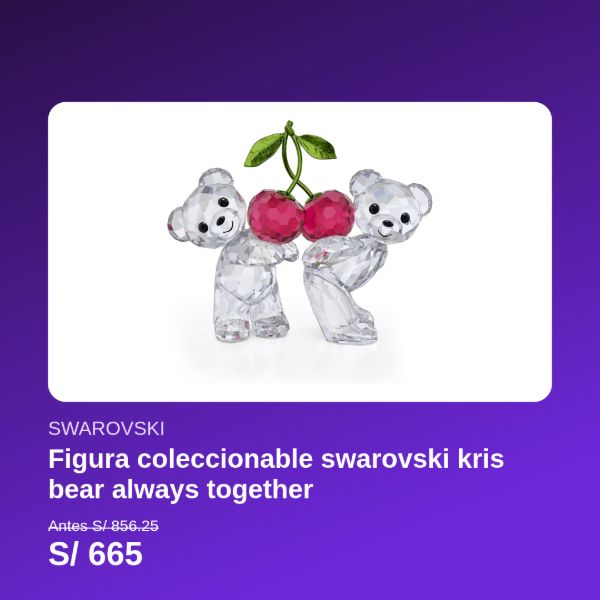 SWAROVSKI
Figura coleccionable swarovski kris
bear always together
Antes S/ 856.25
S/ 665